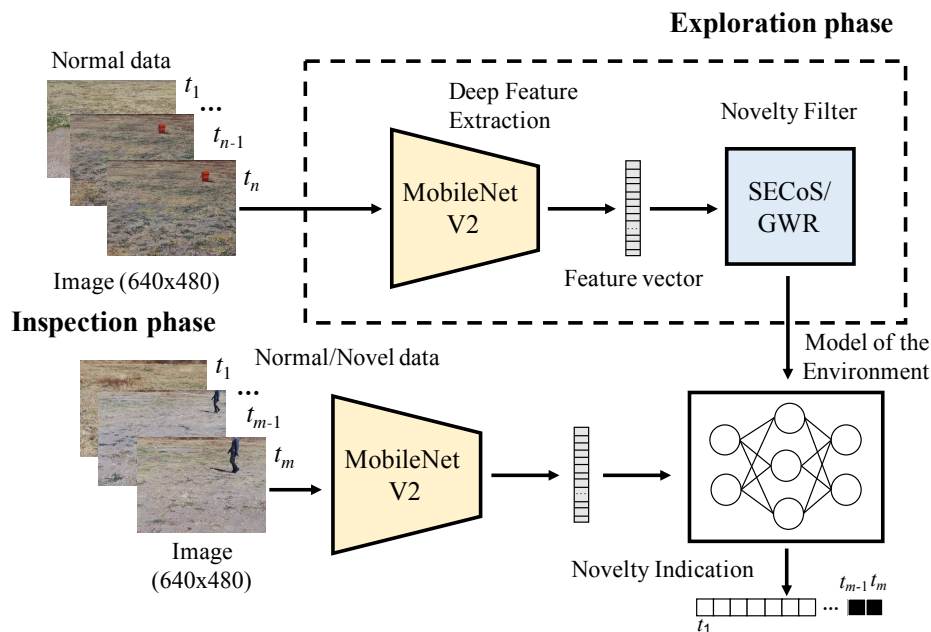 Exploration phase
Normal data
t1
...
tn-1
tn
Image (640x480)
Deep Feature
Extraction
MobileNet
V2
...
Feature vector
Novelty Filter
SECoS/
GWR
Inspection phase
Normal/Novel data
t1
...
tm-1
tm
Image
(640x480)
MobileNet
V2
...
Model of the
Environment
Novelty Indication
t1
...
tm-1 tm